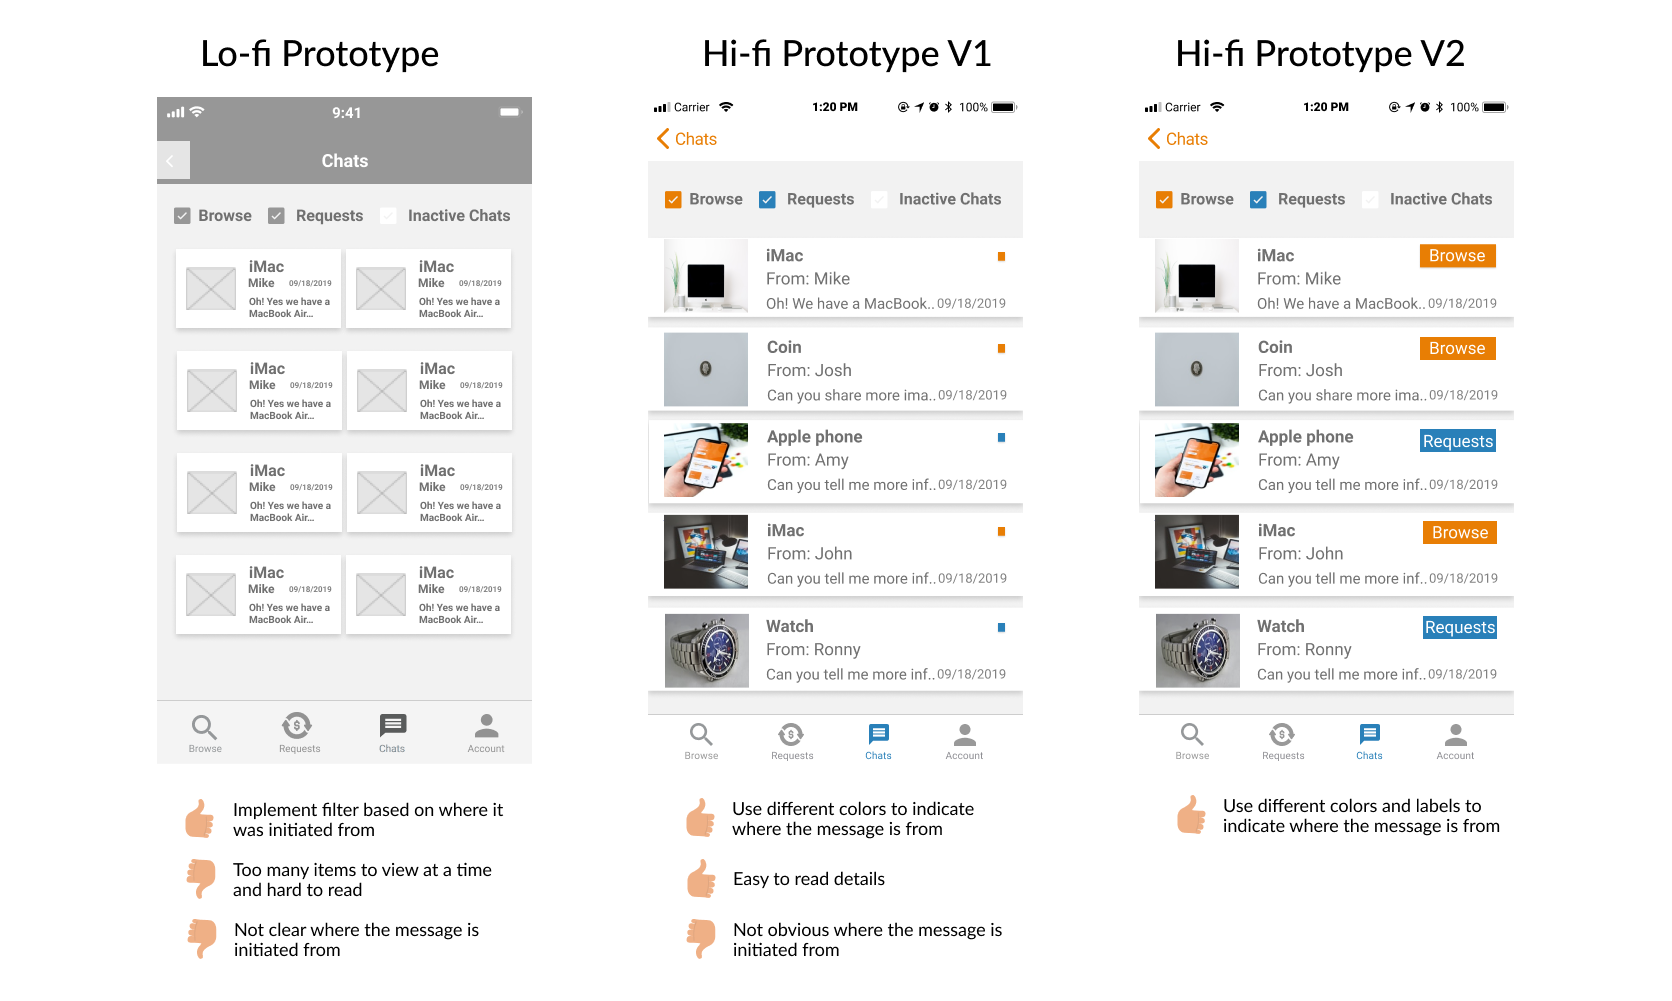 Lo-fi Prototype
9:41
Chats
Browse Requests Inactive Chats
iMac
Mike 09/18/2019
Oh! Yes we have a
MacBook Air...
iMac
Mike 09/18/2019
Oh! Yes we have a
MacBook Air...
iMac
Mike 09/18/2019
Oh! Yes we have a
MacBook Air...
iMac
Mike 09/18/2019
Oh! Yes we have a
MacBook Air...
iMac
Mike 09/18/2019
Oh! Yes we have a
MacBook Air...
iMac
Mike 09/18/2019
Oh! Yes we have a
MacBook Air...
iMac
Mike 09/18/2019
Oh! Yes we have a
MacBook Air...
iMac
Mike 09/18/2019
Oh! Yes we have a
MacBook Air...
Browse Requests Chats Account
Implement filter based on where it
was initiated from
Too many items to view at a time
and hard to read
Not clear where the message is
initiated from
Hi-fi Prototype V1
Carrier 1:20 PM 100%
Chats
Browse Requests Inactive Chats
iMac
From: Mike
Oh! We have a MacBook.. 09/18/2019
Coin
From: Josh
Can you share more ima.. 09/18/2019
Apple phone
From: Amy
Can you tell me more inf.. 09/18/2019
iMac
From: John
Can you tell me more inf.. 09/18/2019
Watch
From: Ronny
Can you tell me more inf.. 09/18/2019
Browse Requests Chats Account
Use different colors to indicate
where the message is from
Easy to read details
Not obvious where the message is
initiated from
Hi-fi Prototype V2
Carrier 1:20 PM 100%
Chats
Browse Requests Inactive Chats
iMac Browse
From: Mike
Oh! We have a MacBook.. 09/18/2019
Coin Browse
From: Josh
Can you share more ima.. 09/18/2019
Apple phone Requests
From: Amy
Can you tell me more inf.. 09/18/2019
iMac Browse
From: John
Can you tell me more inf.. 09/18/2019
Watch Requests
From: Ronny
Can you tell me more inf.. 09/18/2019
Browse Requests Chats Account
Use different colors and labels to
indicate where the message is from